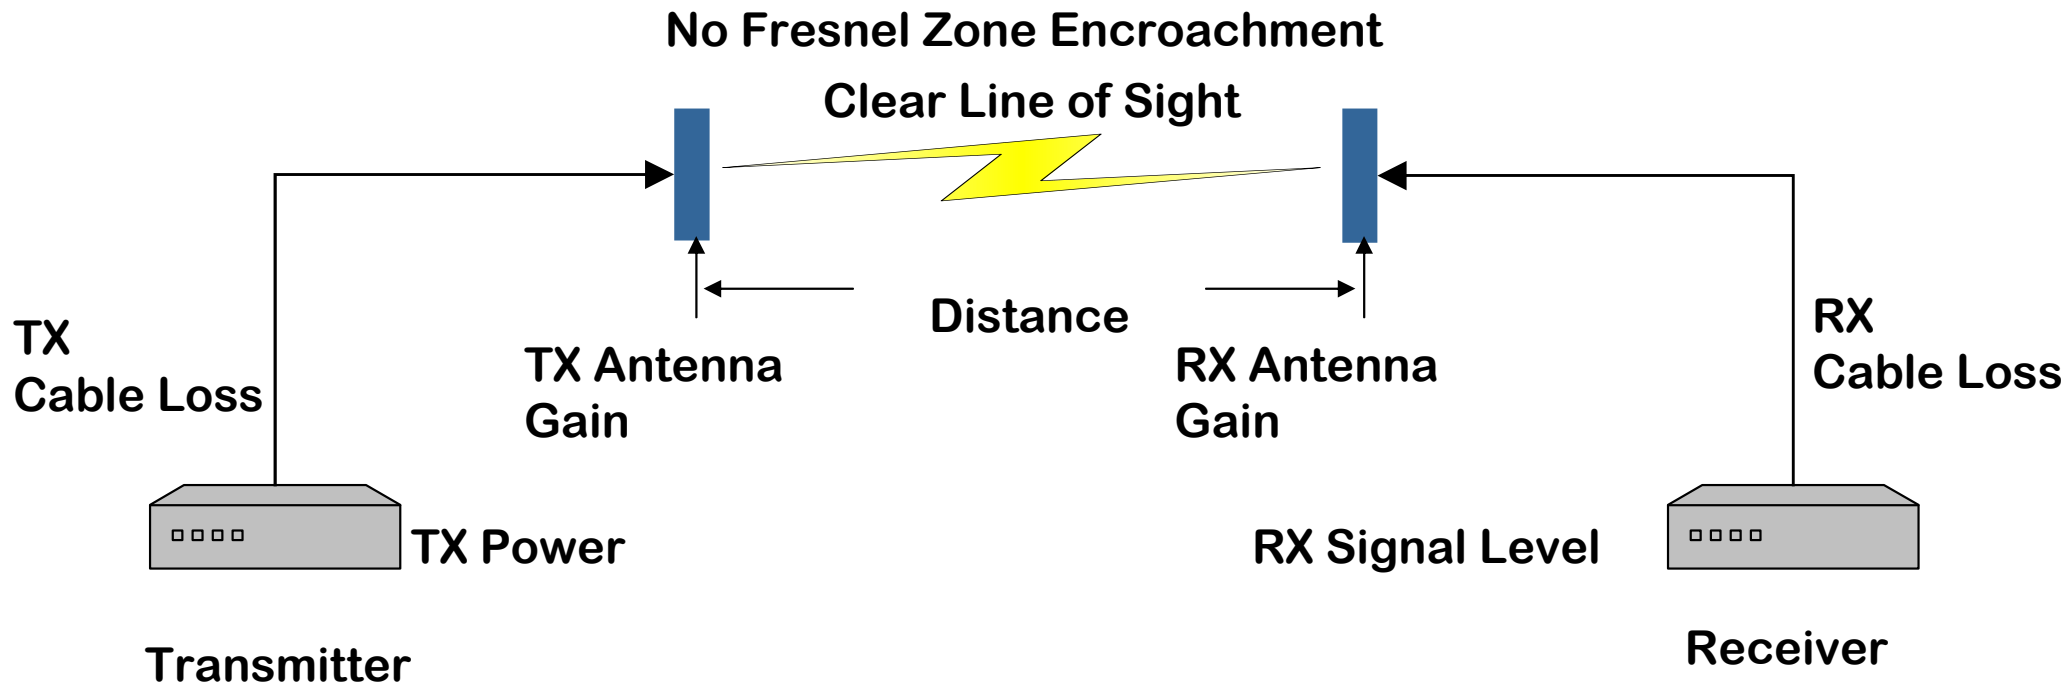 No Fresnel Zone Encroachment
Clear Line of Sight
Distance
TX
Cable Loss
TX Antenna
Gain
RX Antenna
Gain
RX
Cable Loss
TX Power
RX Signal Level
Transmitter
Receiver